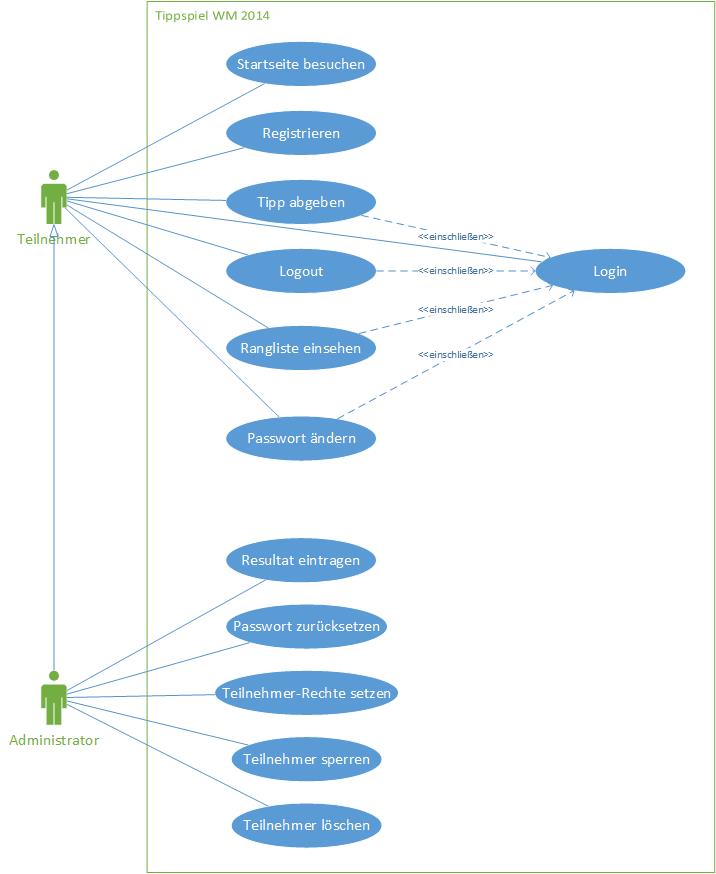 Tippspiel WM 2014
Startseite besuchen
Registrieren
Tipp abgeben
Teilnehmer
<<einschließen>>
Logout
<<einschließen>>
Login
<<einschließen>>
Rangliste einsehen
<<einschließen>>
Passwort ändern
Resultat eintragen
Passwort zurücksetzen
Teilnehmer-Rechte setzen
Administrator
Teilnehmer sperren
Teilnehmer löschen